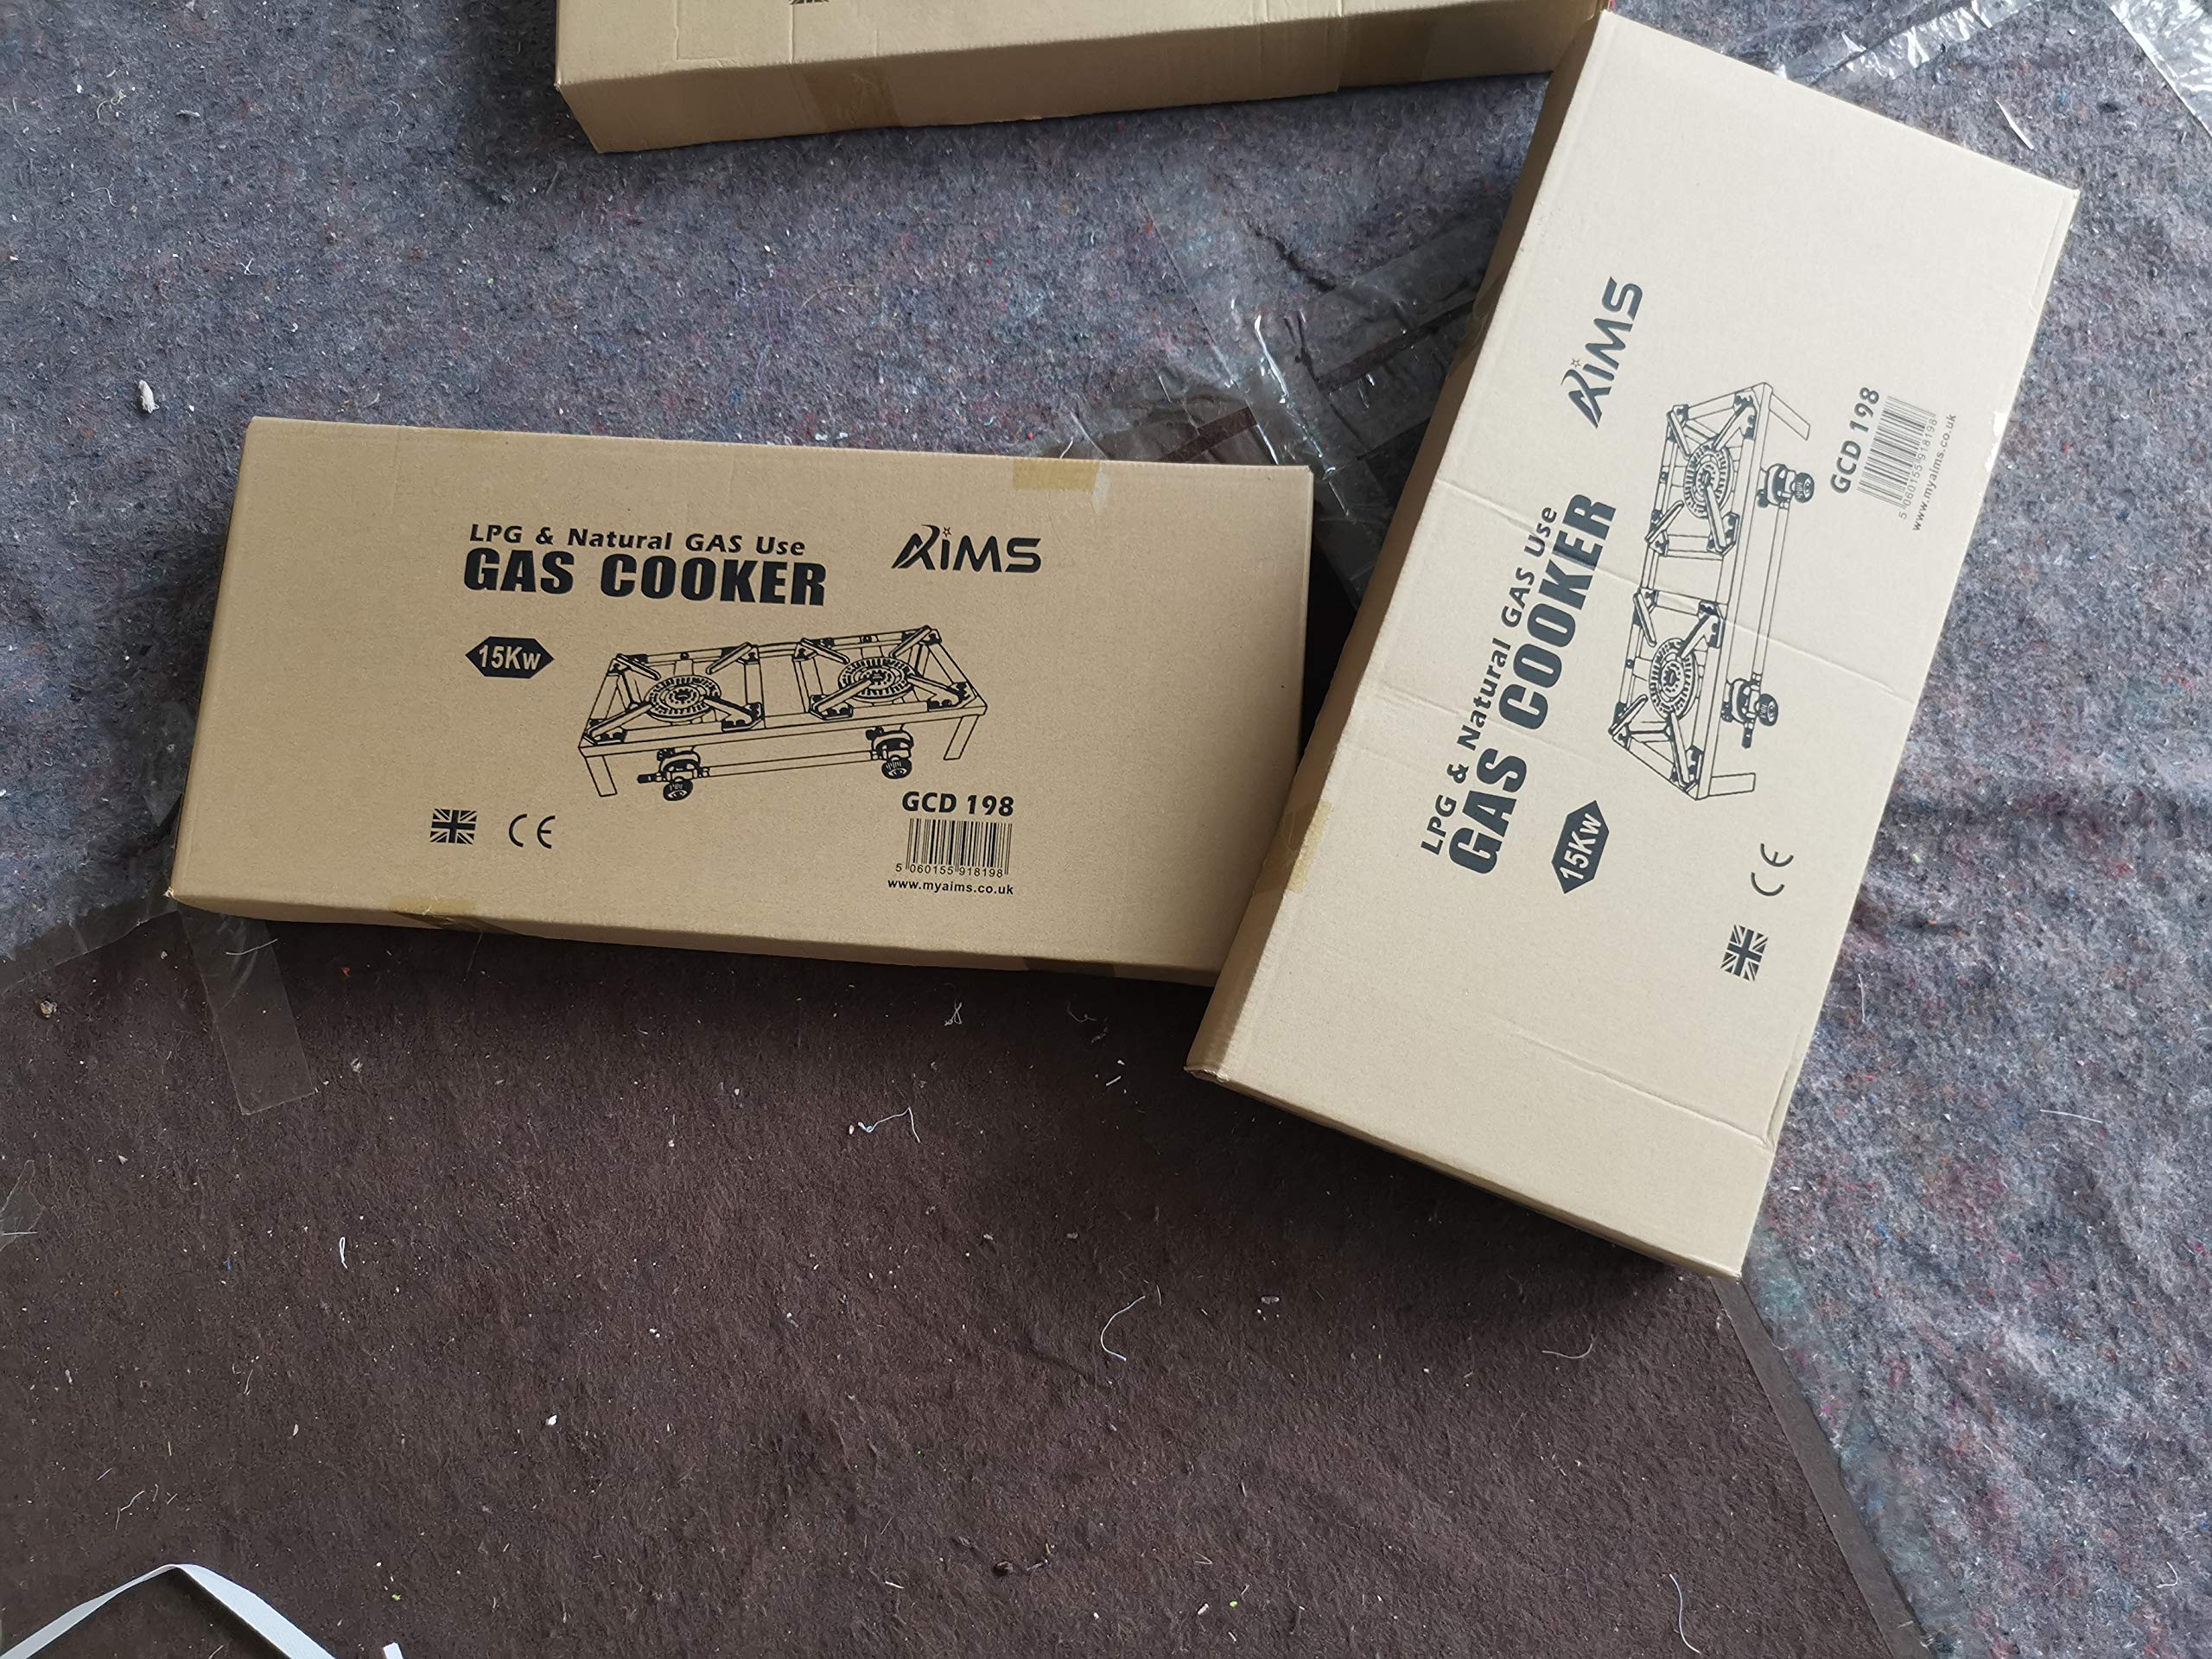 LPG & Natural GAS Use
GAS COOKER
AiMS
15Kw
CE
GCD 198
5 060155 918198
www.myaims.co.uk
LPG & Natural GAS Use
GAS COOKER
AiMS
15Kw
CE
GCD 198
5 060155 918198
www.myaims.co.uk